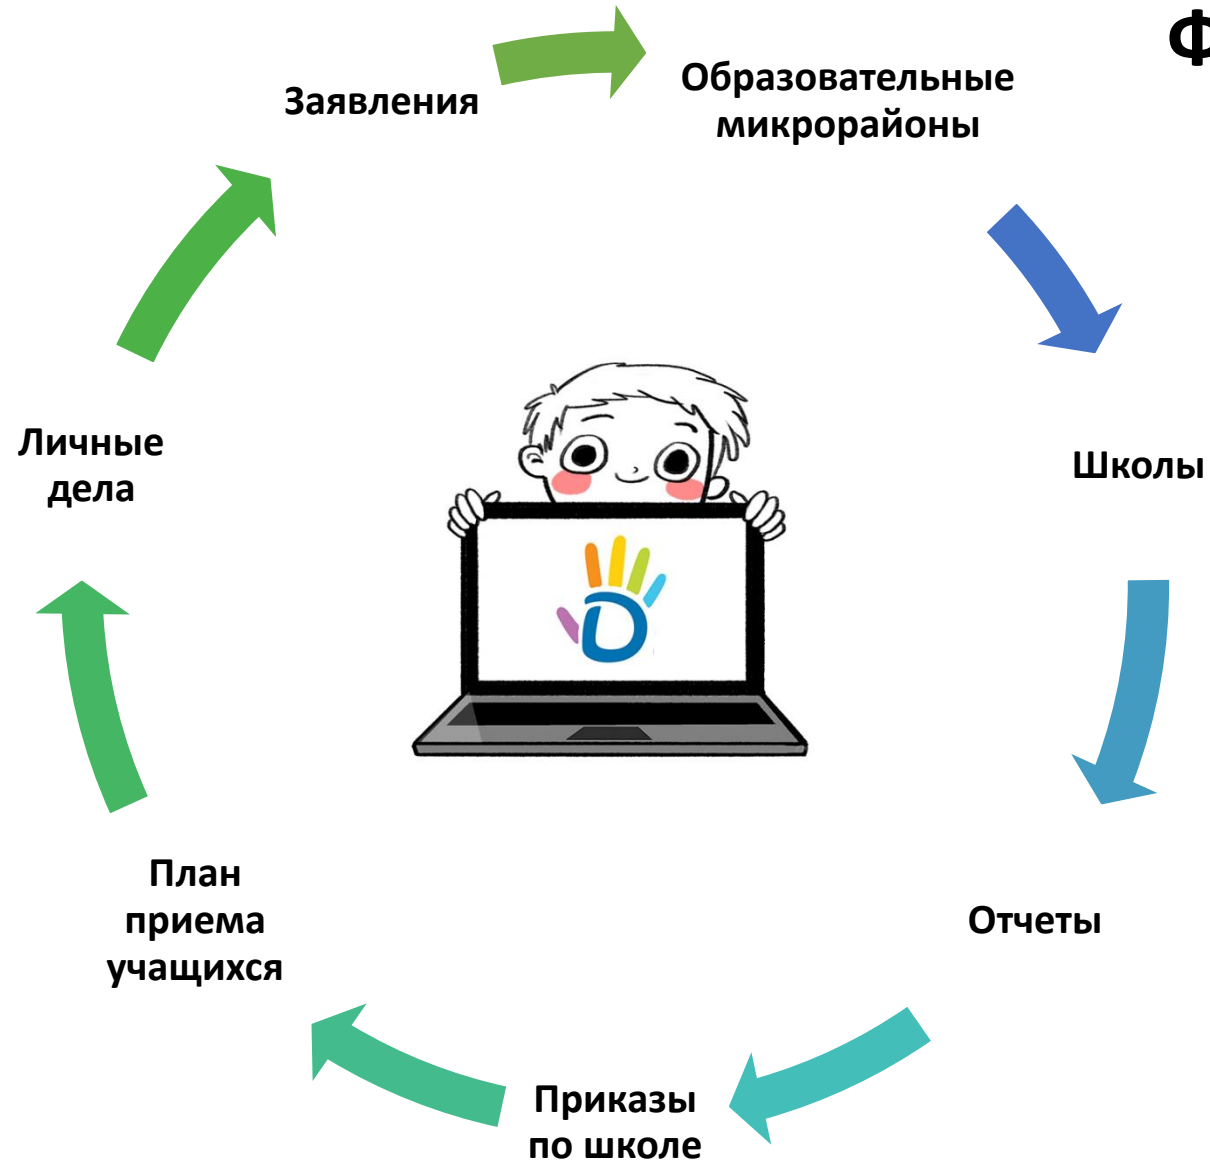 Ф
Заявления
Образовательные
микрорайоны
Личные
дела
Школы
План
приема
учащихся
Отчеты
Приказы
по школе